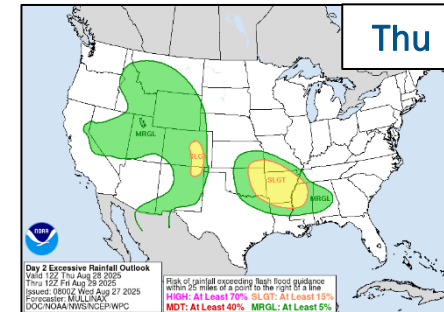 Thu
MRGL
SLGT
SLGT
MRGL
NOAA
Day 2 Excessive Rainfall Outlook
Valid 12Z Thu Aug 28 2025
Thru 12Z Fri Aug 29 2025
Issued: 0800Z Wed Aug 27 2025
Forecaster: MULLINAX
DOC/NOAA/NWS/NCEP/WPC
Risk of rainfall exceeding flash flood guidance
within 25 miles of a point to the right of a line
HIGH: At Least 70% SLGT: At Least 15%
MDT: At Least 40% MRGL: At Least 5%